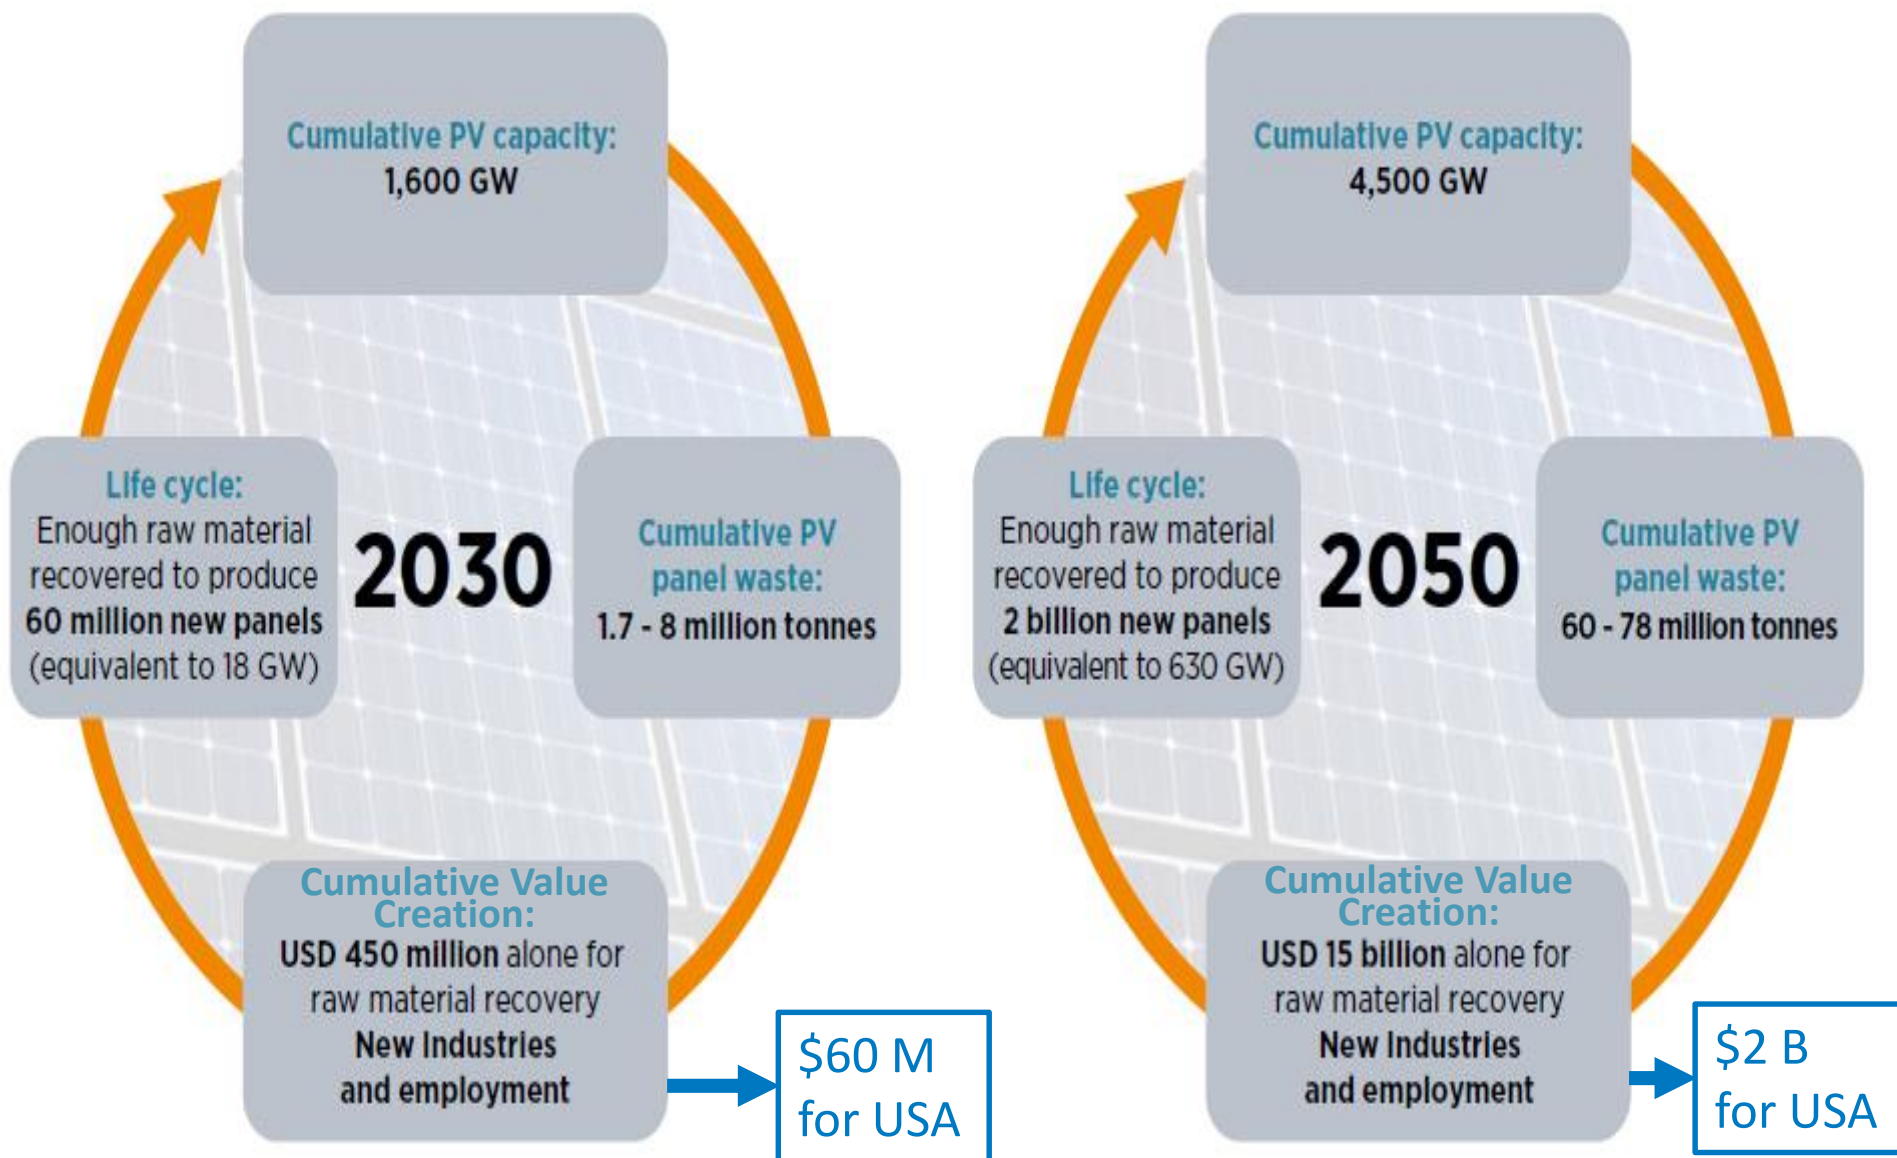 Cumulative PV capacity:
1,600 GW
Life cycle:
Enough raw material
recovered to produce
60 million new panels
(equivalent to 18 GW)
2030
Cumulative PV
panel waste:
1.7 - 8 million tonnes
Cumulative Value
Creation:
USD 450 million alone for
raw material recovery
New Industries
and employment
$60 M
for USA
Cumulative PV capacity:
4,500 GW
Life cycle:
Enough raw material
recovered to produce
2 billion new panels
(equivalent to 630 GW)
2050
Cumulative PV
panel waste:
60 - 78 million tonnes
Cumulative Value
Creation:
USD 15 billion alone for
raw material recovery
New Industries
and employment
$2 B
for USA